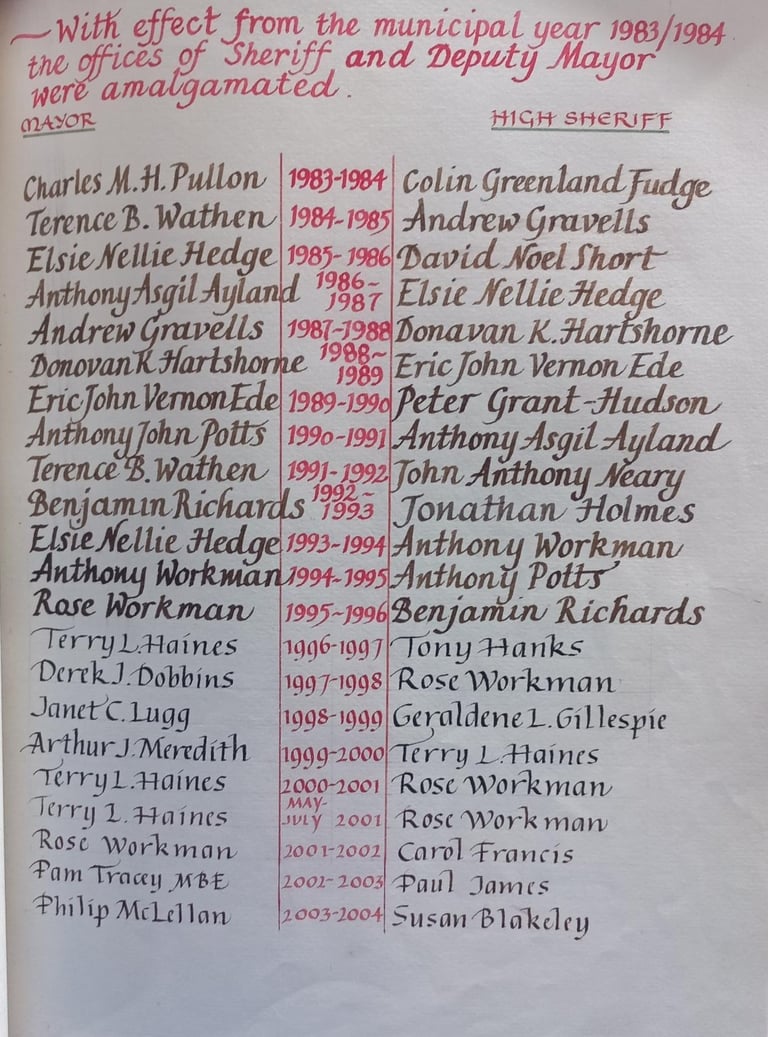 ~With effect from the municipal year 1983/1984
the offices of Sheriff and Deputy Mayor
were amalgamated.
MAYOR HIGH SHERIFF
Charles M.H. Pullon 1983-1984 Colin Greenland Fudge
Terence B. Wathen 1984-1985 Andrew Gravells
Elsie Nellie Hedge 1985-1986 David Noel Short
Anthony Asgil Ayland 1986~1987 Elsie Nellie Hedge
Andrew Gravells 1987-1988 Donavan K. Hartshorne
Donovan K Hartshorne 1988~1989 Eric John Vernon Ede
Eric John Vernon Ede 1989-1990 Peter Grant-Hudson
Anthony John Potts 1990-1991 Anthony Asgil Ayland
Terence B. Wathen 1991-1992 John Anthony Neary
Benjamin Richards 1992~1993 Jonathan Holmes
Elsie Nellie Hedge 1993-1994 Anthony Workman
Anthony Workman 1994-1995 Anthony Potts
Rose Workman 1995~1996 Benjamin Richards
Terry L. Haines 1996-1997 Tony Hanks
Derek J. Dobbins 1997-1998 Rose Workman
Janet C. Lugg 1998-1999 Geraldene L. Gillespie
Arthur J. Meredith 1999-2000 Terry L. Haines
Terry L. Haines 2000-2001 Rose Workman
Terry L. Haines MAY-JULY 2001 Rose Workman
Rose Workman 2001-2002 Carol Francis
Pam Tracey MBE 2002-2003 Paul James
Philip McLellan 2003-2004 Susan Blakeley